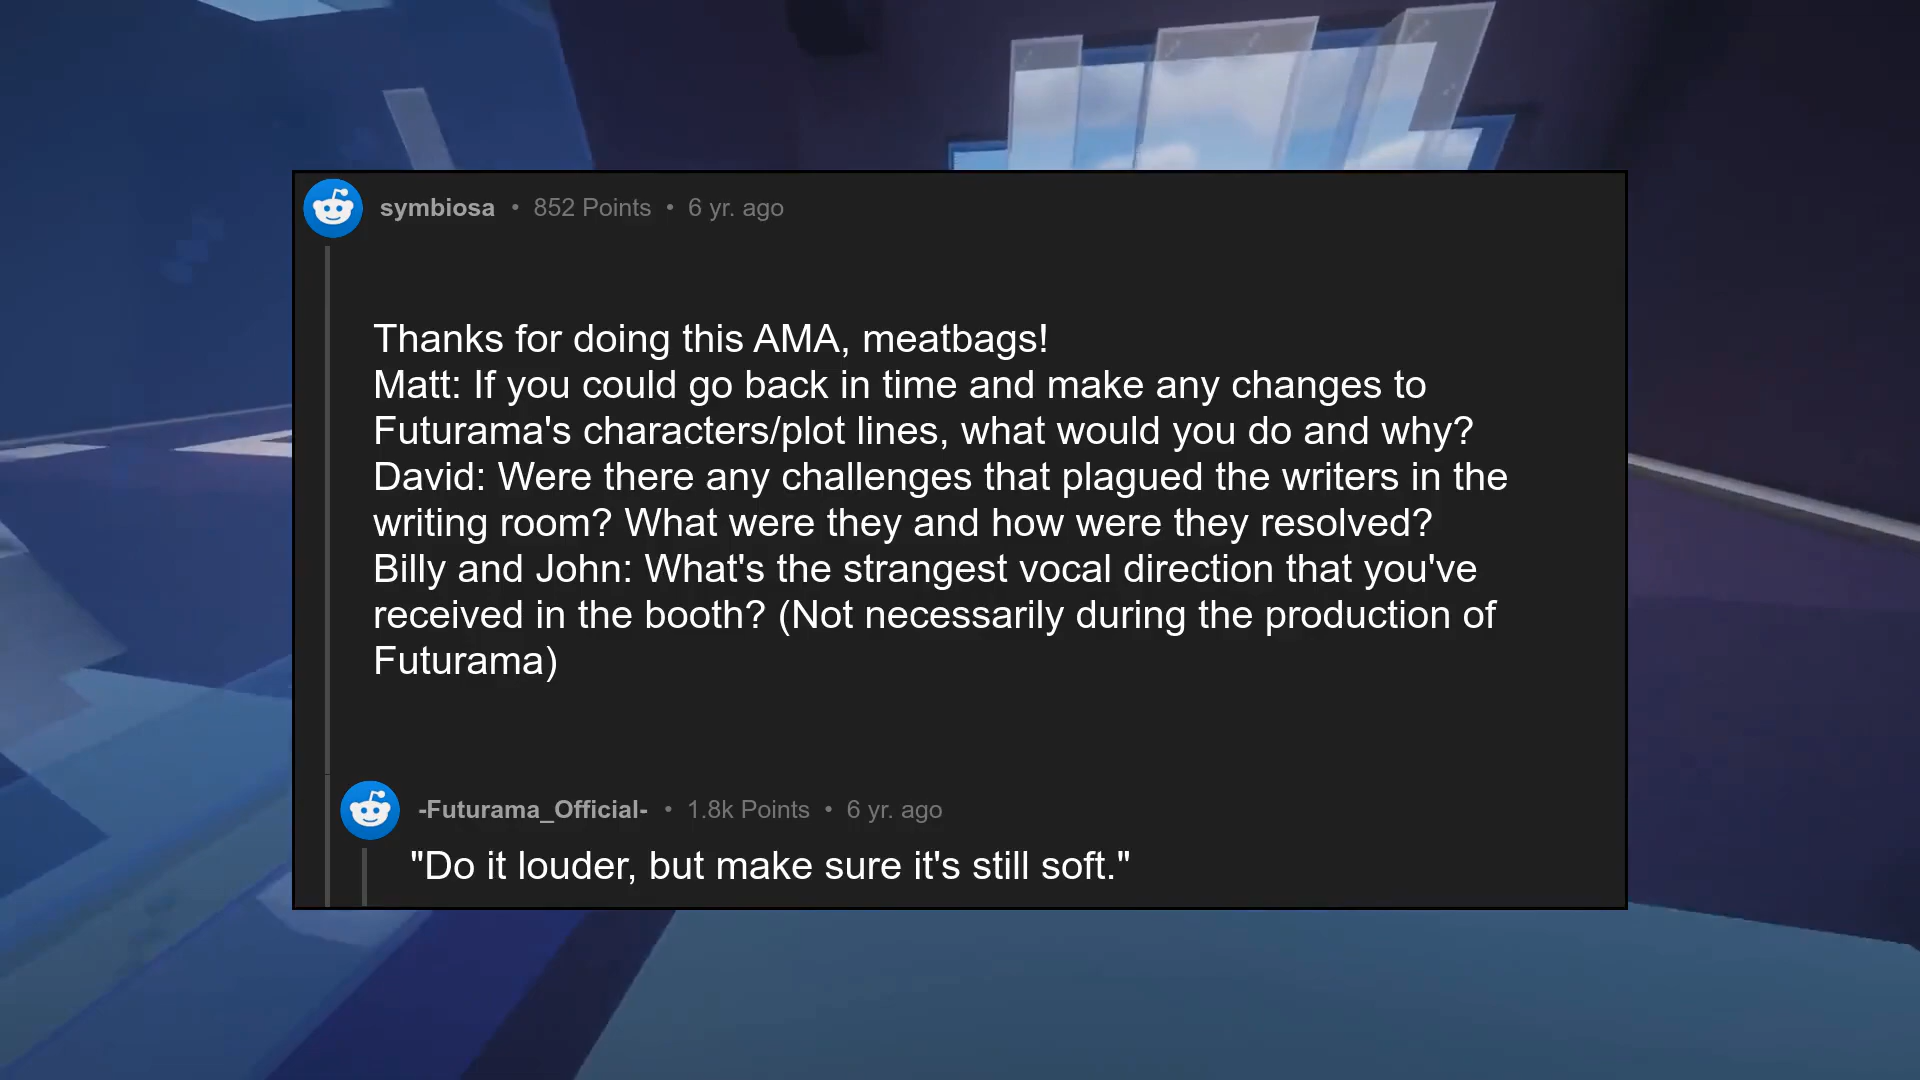 symbiosa • 852 Points • 6 yr. ago
Thanks for doing this AMA, meatbags!
Matt: If you could go back in time and make any changes to
Futurama's characters/plot lines, what would you do and why?
David: Were there any challenges that plagued the writers in the
writing room? What were they and how were they resolved?
Billy and John: What's the strangest vocal direction that you've
received in the booth? (Not necessarily during the production of
Futurama)
-Futurama_Official- • 1.8k Points • 6 yr. ago
"Do it louder, but make sure it's still soft."